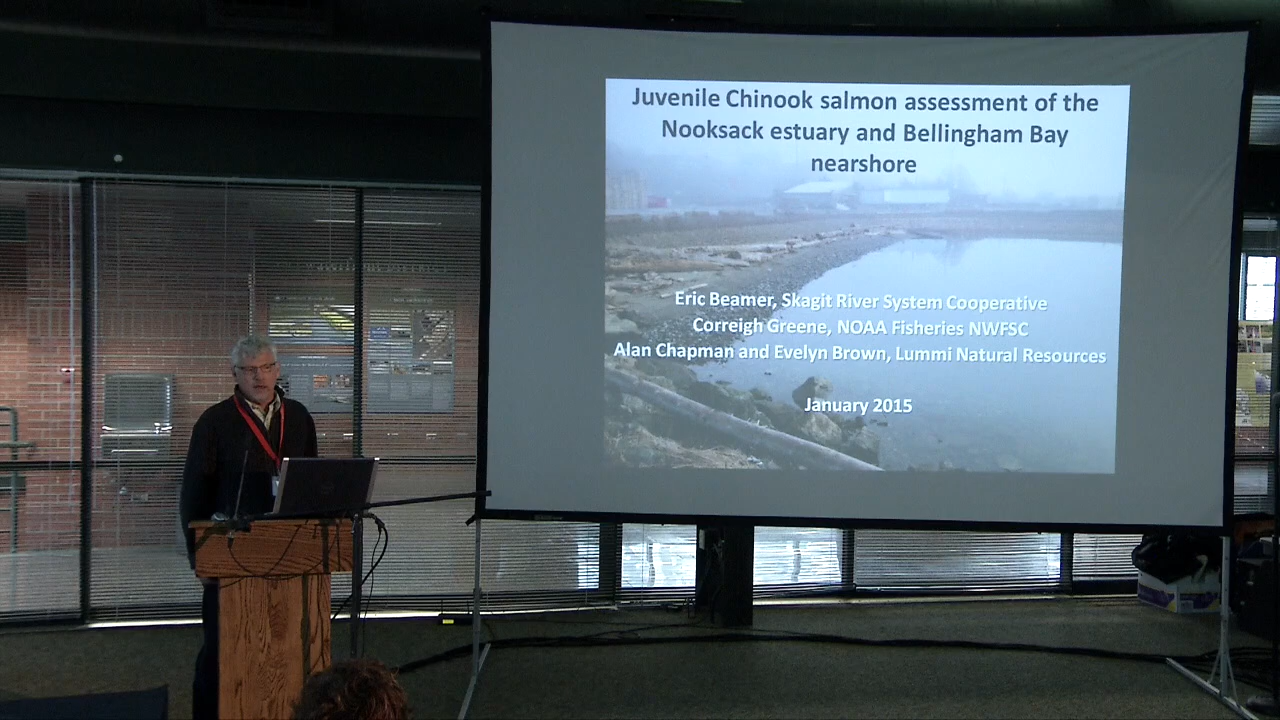 Juvenile Chinook salmon assessment of the
Nooksack estuary and Bellingham Bay
nearshore
Eric Beamer, Skagit River System Cooperative
Correigh Greene, NOAA Fisheries NWFSC
Alan Chapman and Evelyn Brown, Lummi Natural Resources
January 2015